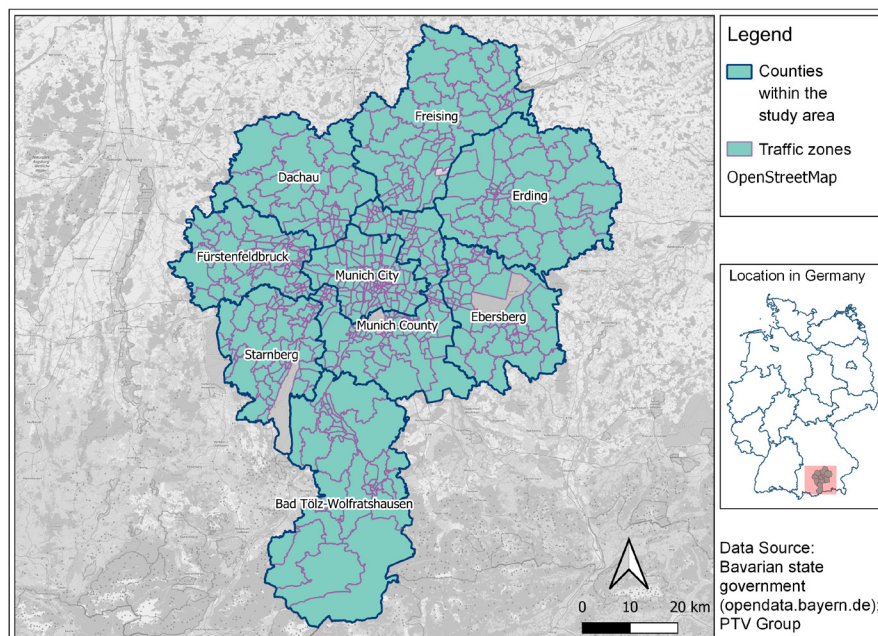 Freising
Dachau
Erding
Fürstenfeldbruck
Munich City
Ebersberg
Munich County
Starnberg
Bad Tölz-Wolfratshausen
0 10 20 km
Legend
Counties
within the
study area
Traffic zones
OpenStreetMap
Location in Germany
Data Source:
Bavarian state
government
(opendata.bayern.de);
PTV Group